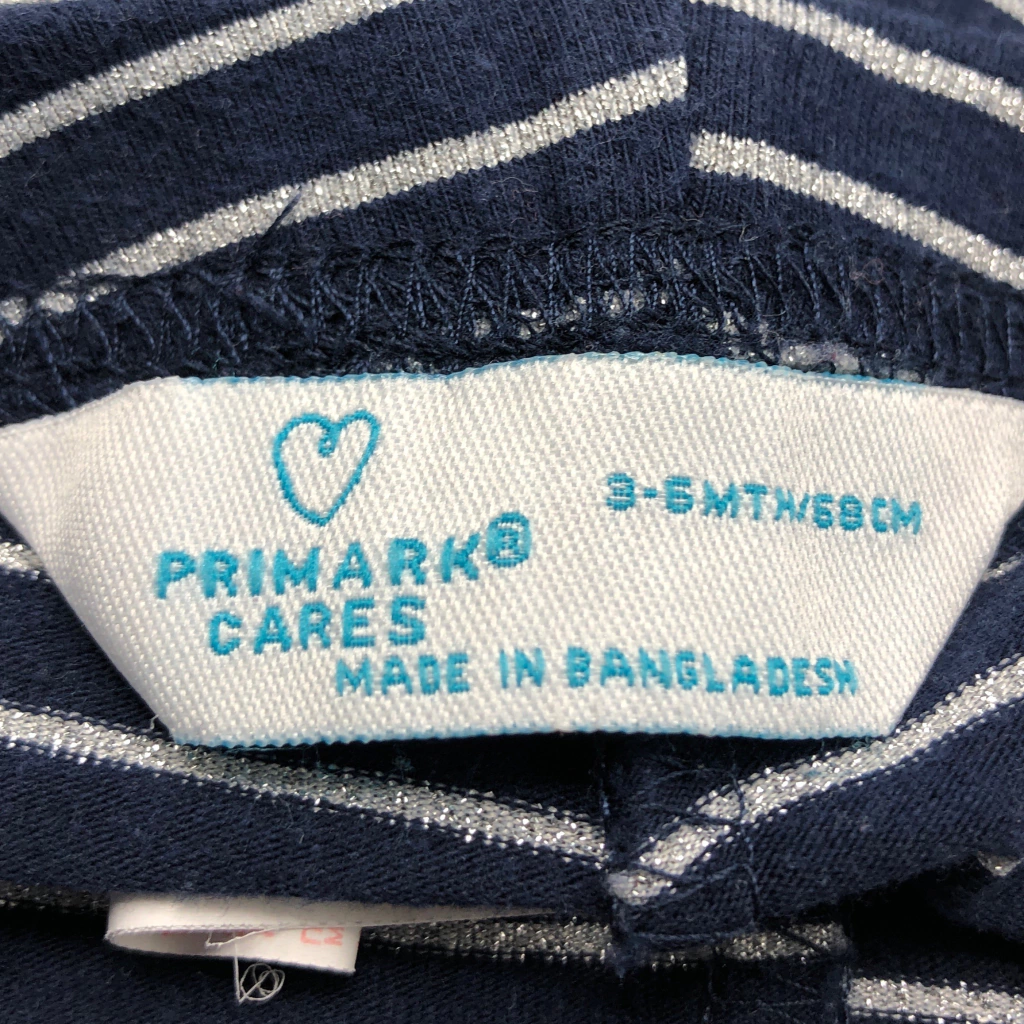 PRIMARK®
CARES
3-6MTH/68CM
MADE IN BANGLADESH